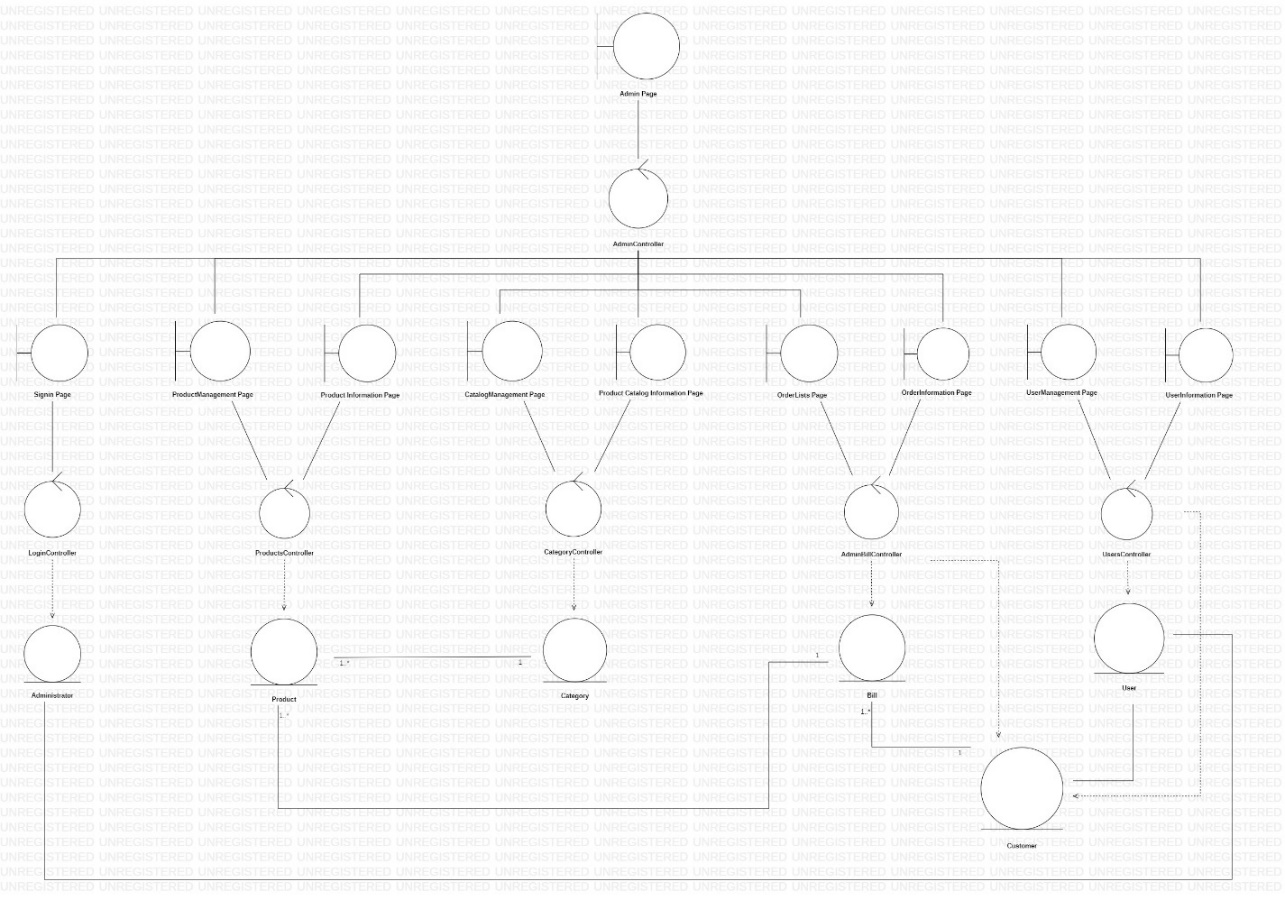 Admin Page
AdminController
Signin Page
ProductManagement Page
Product Information Page
CatalogManagement Page
Product Catalog Information Page
OrderLists Page
OrderInformation Page
UserManagement Page
UserInformation Page
LoginController
ProductsController
CategoryController
AdminBillController
UsersController
1..*
1
1
Administrator
Product
Category
Bill
User
1..*
1..*
1
Customer
UNREGISTERED